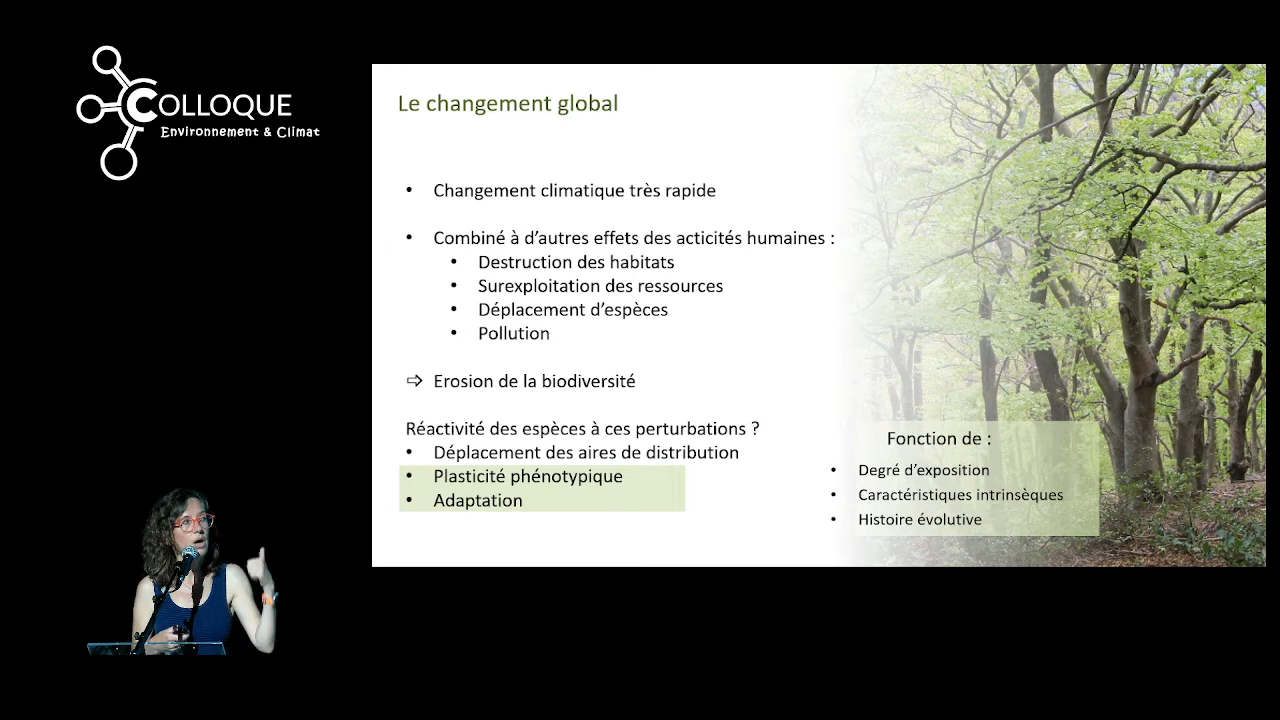 COLLOQUE
Environnement & Climat
Le changement global
• Changement climatique très rapide
• Combiné à d’autres effets des acticités humaines :
• Destruction des habitats
• Surexploitation des ressources
• Déplacement d’espèces
• Pollution
⇨ Erosion de la biodiversité
Réactivité des espèces à ces perturbations ?
• Déplacement des aires de distribution
• Plasticité phénotypique
• Adaptation
Fonction de :
• Degré d’exposition
• Caractéristiques intrinsèques
• Histoire évolutive